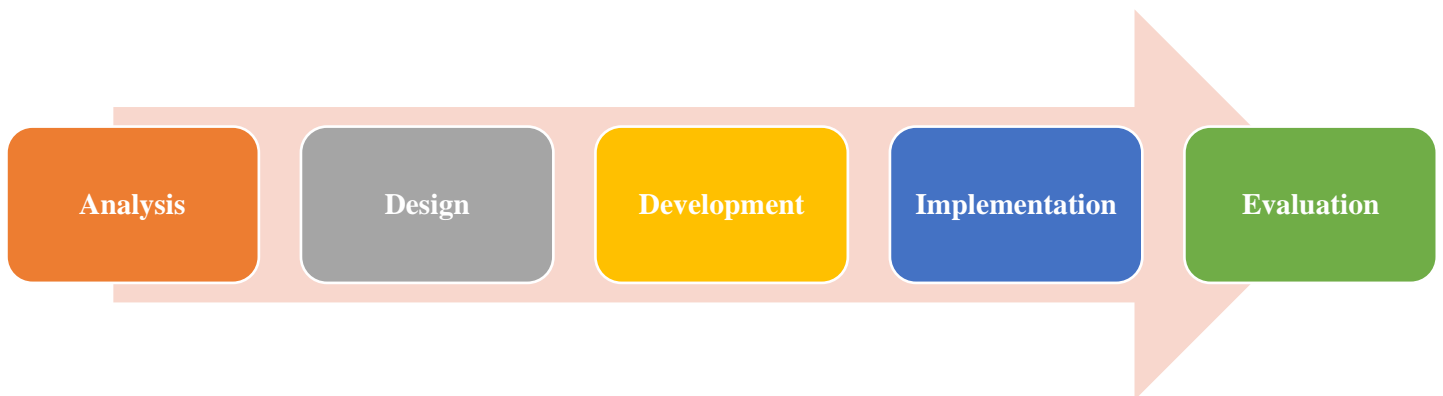 Analysis
Design
Development
Implementation
Evaluation